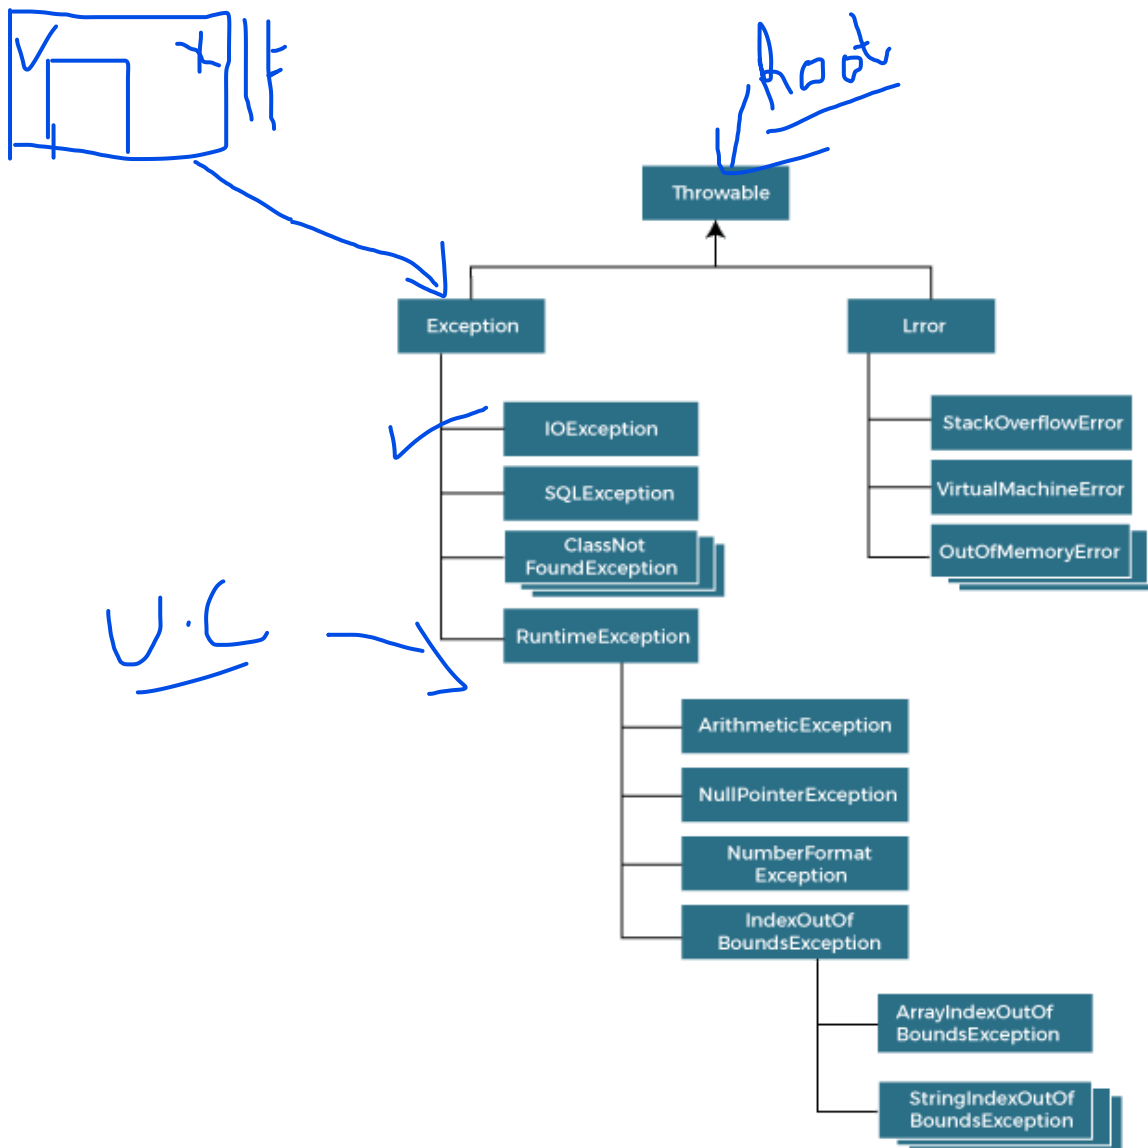 Root
Throwable
Exception
Lrror
IOException
SQLException
ClassNot
FoundException
RuntimeException
StackOverflowError
VirtualMachineError
OutOfMemoryError
U.C
ArithmeticException
NullPointerException
NumberFormat
Exception
IndexOutOf
BoundsException
ArrayIndexOutOf
BoundsException
StringIndexOutOf
BoundsException